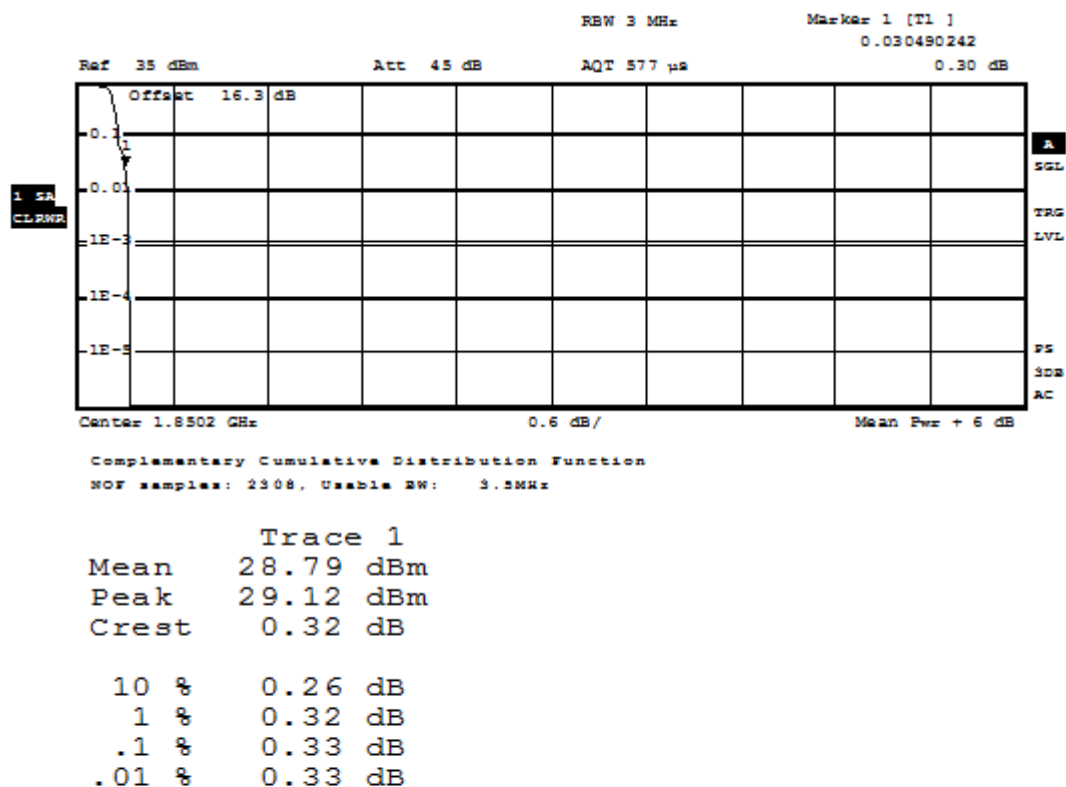 RBW 3 MHz Marker 1 [T1 ]
0.030490242
Ref 35 dBm Att 45 dB AQT 577 µs 0.30 dB
Offset 16.3 dB
0.1
1
A
SGL
1 SA
CLRWR
0.01
TRG
LVL
1E-3
1E-4
1E-5
PS
3DB
AC
Center 1.8502 GHz 0.6 dB/ Mean Pwr + 6 dB
Complementary Cumulative Distribution Function
NOF samples: 2308, Usable BW: 3.5MHz
Trace 1
Mean 28.79 dBm
Peak 29.12 dBm
Crest 0.32 dB
10 % 0.26 dB
1 % 0.32 dB
.1 % 0.33 dB
.01 % 0.33 dB